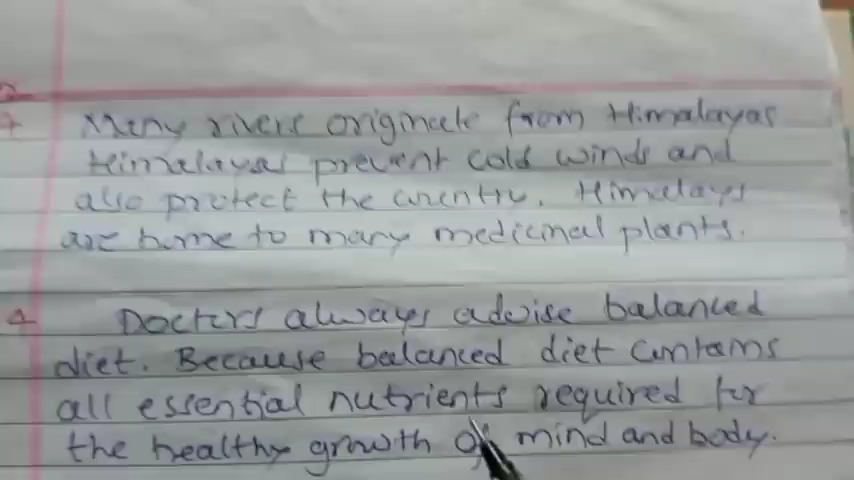 Many rivers originate from Himalayas
Himalayas prevent cold winds and
also protect the country. Himalays
are home to many medicinal plants.
Doctors always advise balanced
diet. Because balanced diet contams
all essential nutrients required for
the healthy growth of mind and body.